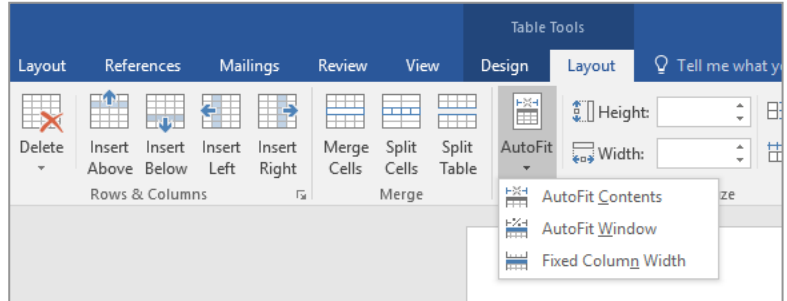 Table Tools
Layout References Mailings Review View Design Layout Tell me what y
Delete Insert Above Insert Below Insert Left Insert Right Merge Cells Split Cells Split Table AutoFit Height:
Width:
Rows & Columns Merge ze
AutoFit Contents
AutoFit Window
Fixed Column Width